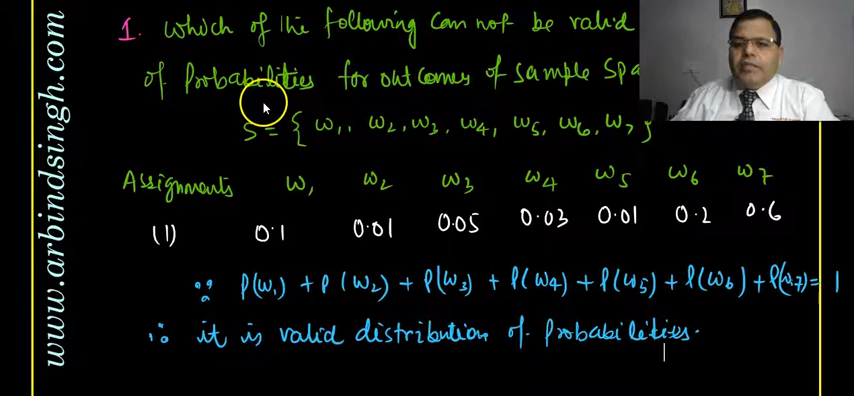 1. Which of the following can not be valid
of Probabilities for outcomes of Sample Spa
S = { ω1, ω2, ω3, ω4, ω5, ω6, ω7 }
Assignments ω1 ω2 ω3 ω4 ω5 ω6 ω7
(1) 0.1 0.01 0.05 0.03 0.01 0.2 0.6
∵ P(ω1) + P(ω2) + P(ω3) + P(ω4) + P(ω5) + P(ω6) + P(ω7) = 1
∴ it is valid distribution of probabilities.
www.arbindsingh.com